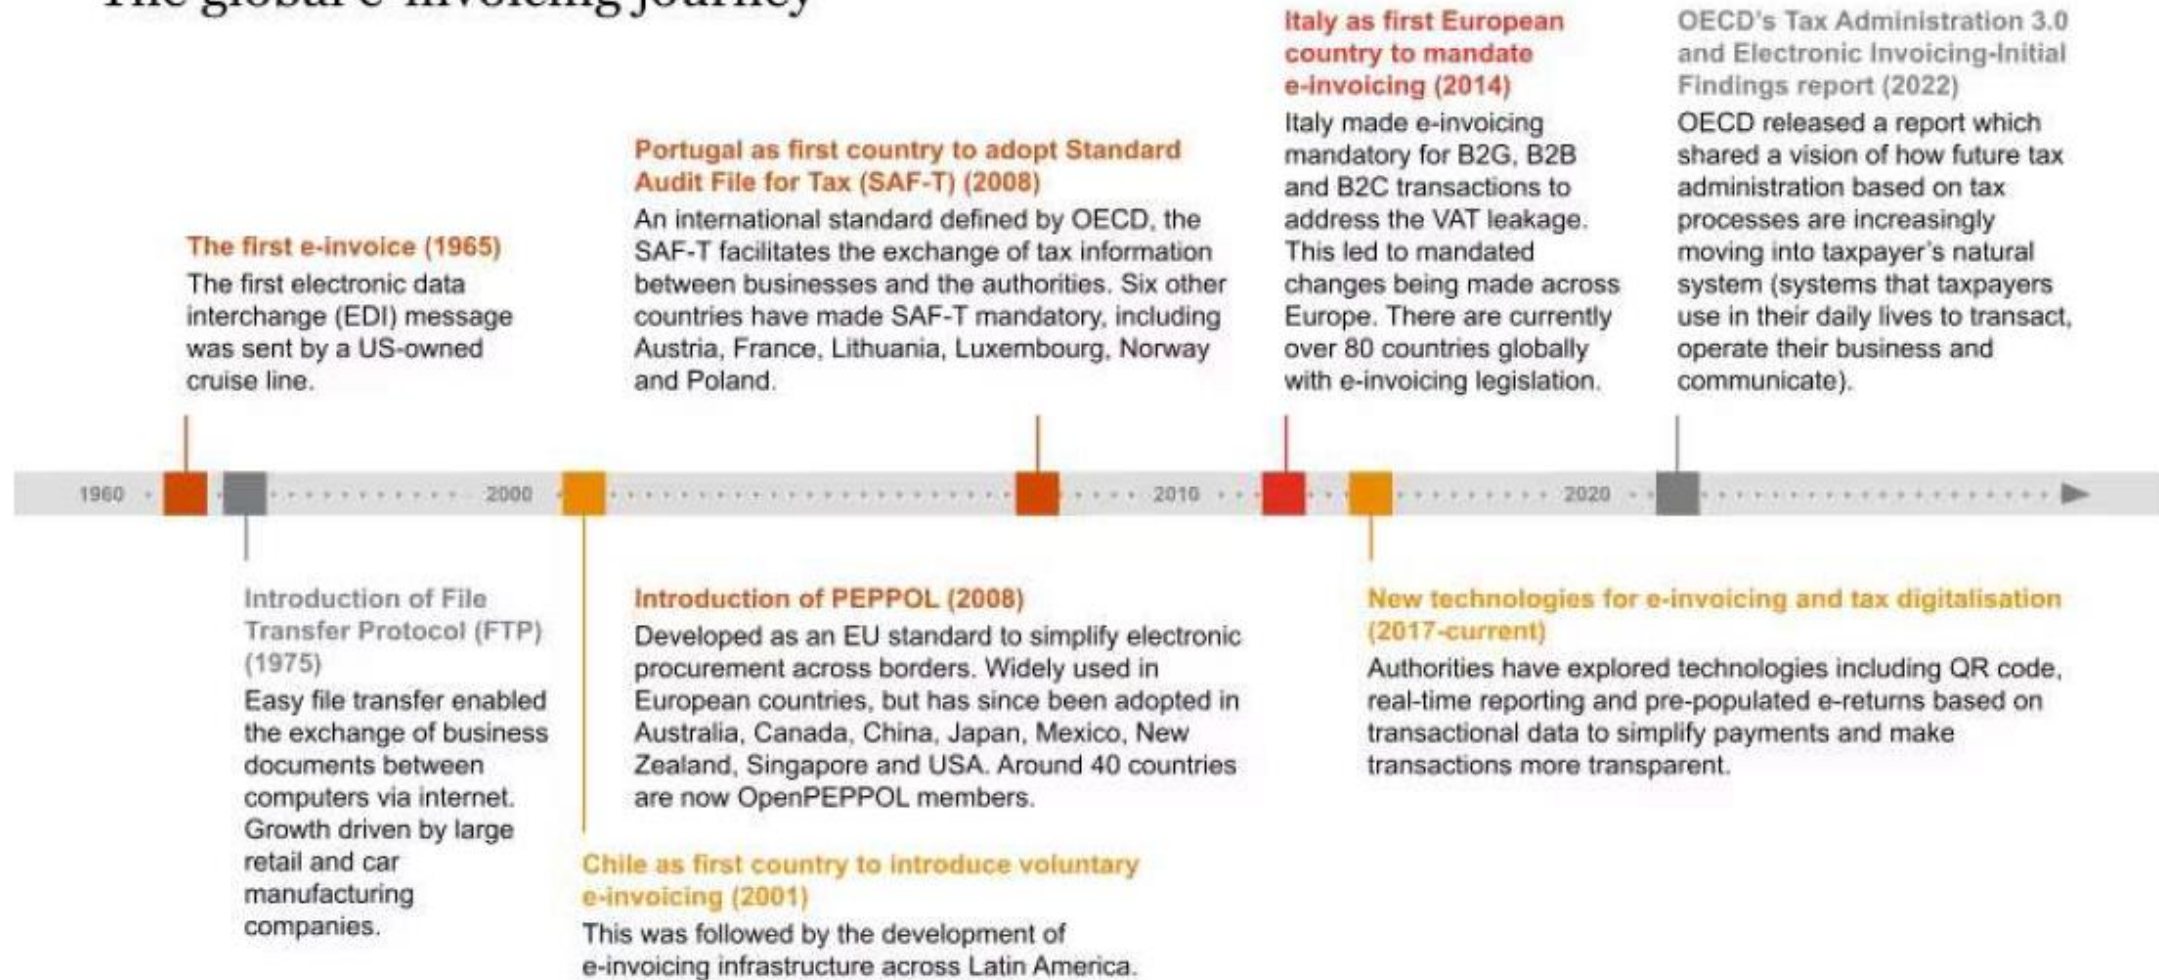 The global e-invoicing journey
The first e-invoice (1965)
The first electronic data
interchange (EDI) message
was sent by a US-owned
cruise line.
Portugal as first country to adopt Standard
Audit File for Tax (SAF-T) (2008)
An international standard defined by OECD, the
SAF-T facilitates the exchange of tax information
between businesses and the authorities. Six other
countries have made SAF-T mandatory, including
Austria, France, Lithuania, Luxembourg, Norway
and Poland.
Italy as first European
country to mandate
e-invoicing (2014)
Italy made e-invoicing
mandatory for B2G, B2B
and B2C transactions to
address the VAT leakage.
This led to mandated
changes being made across
Europe. There are currently
over 80 countries globally
with e-invoicing legislation.
OECD's Tax Administration 3.0
and Electronic Invoicing-Initial
Findings report (2022)
OECD released a report which
shared a vision of how future tax
administration based on tax
processes are increasingly
moving into taxpayer's natural
system (systems that taxpayers
use in their daily lives to transact,
operate their business and
communicate).
1960 2000 2010 2020
Introduction of File
Transfer Protocol (FTP)
(1975)
Easy file transfer enabled
the exchange of business
documents between
computers via internet.
Growth driven by large
retail and car
manufacturing
companies.
Introduction of PEPPOL (2008)
Developed as an EU standard to simplify electronic
procurement across borders. Widely used in
European countries, but has since been adopted in
Australia, Canada, China, Japan, Mexico, New
Zealand, Singapore and USA. Around 40 countries
are now OpenPEPPOL members.
Chile as first country to introduce voluntary
e-invoicing (2001)
This was followed by the development of
e-invoicing infrastructure across Latin America.
New technologies for e-invoicing and tax digitalisation
(2017-current)
Authorities have explored technologies including QR code,
real-time reporting and pre-populated e-returns based on
transactional data to simplify payments and make
transactions more transparent.